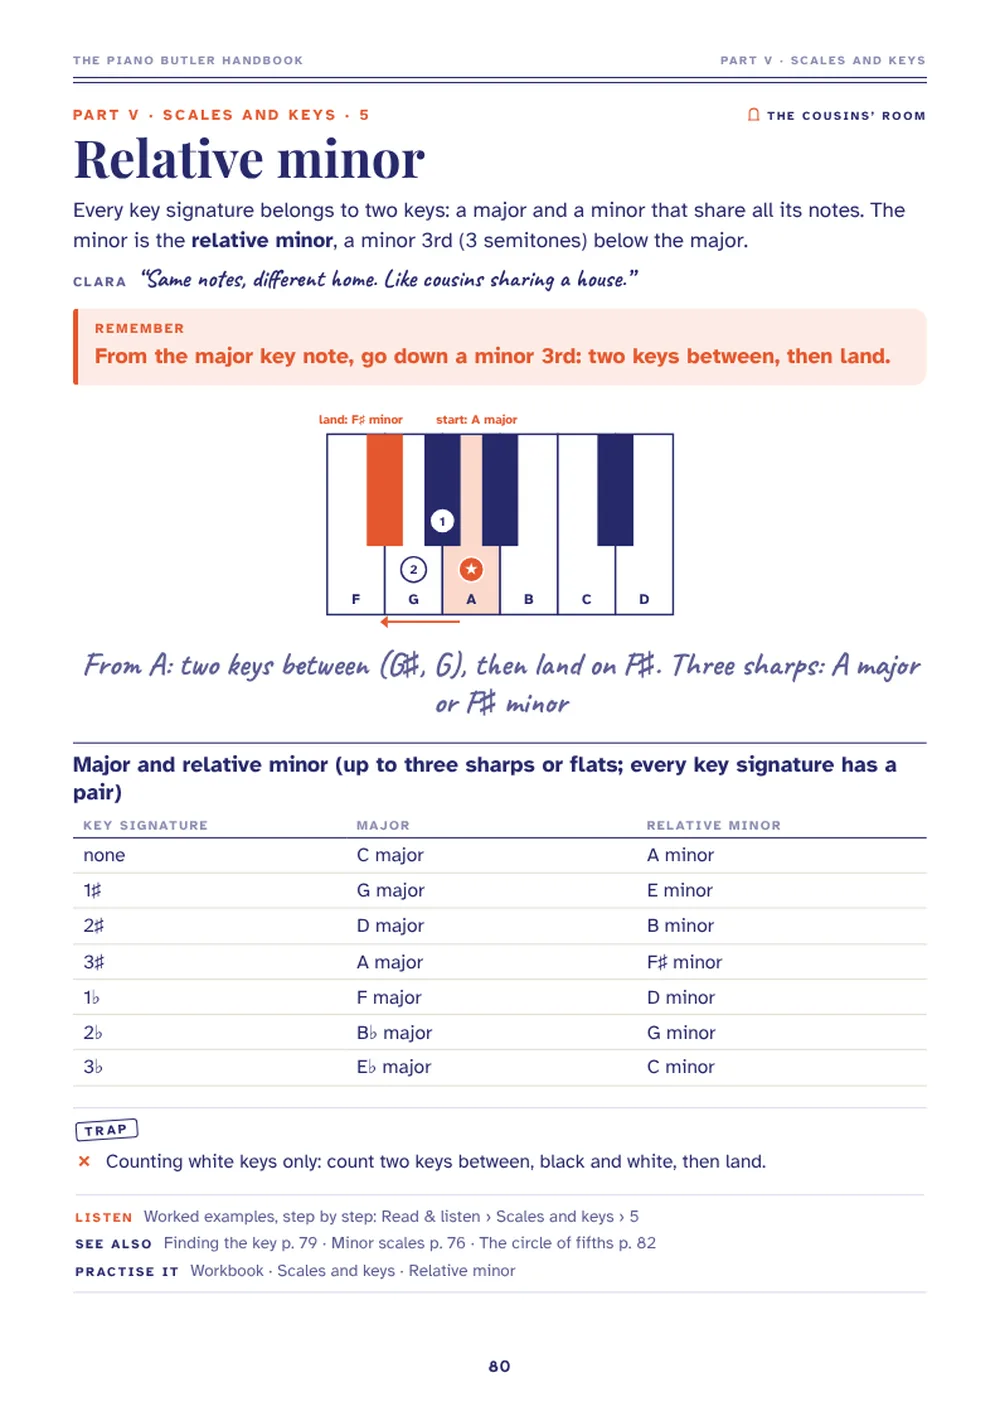 THE PIANO BUTLER HANDBOOK
PART V · SCALES AND KEYS
PART V · SCALES AND KEYS · 5
THE COUSINS’ ROOM
Relative minor
Every key signature belongs to two keys: a major and a minor that share all its notes. The
minor is the relative minor, a minor 3rd (3 semitones) below the major.
CLARA “Same notes, different home. Like cousins sharing a house.”
REMEMBER
From the major key note, go down a minor 3rd: two keys between, then land.
land: F♯ minor start: A major
1
2 ★
F G A B C D
From A: two keys between (G♯, G), then land on F♯. Three sharps: A major
or F♯ minor
Major and relative minor (up to three sharps or flats; every key signature has a
pair)
KEY SIGNATURE MAJOR RELATIVE MINOR
none C major A minor
1♯ G major E minor
2♯ D major B minor
3♯ A major F♯ minor
1♭ F major D minor
2♭ B♭ major G minor
3♭ E♭ major C minor
TRAP
× Counting white keys only: count two keys between, black and white, then land.
LISTEN Worked examples, step by step: Read & listen › Scales and keys › 5
SEE ALSO Finding the key p. 79 · Minor scales p. 76 · The circle of fifths p. 82
PRACTISE IT Workbook · Scales and keys · Relative minor
80